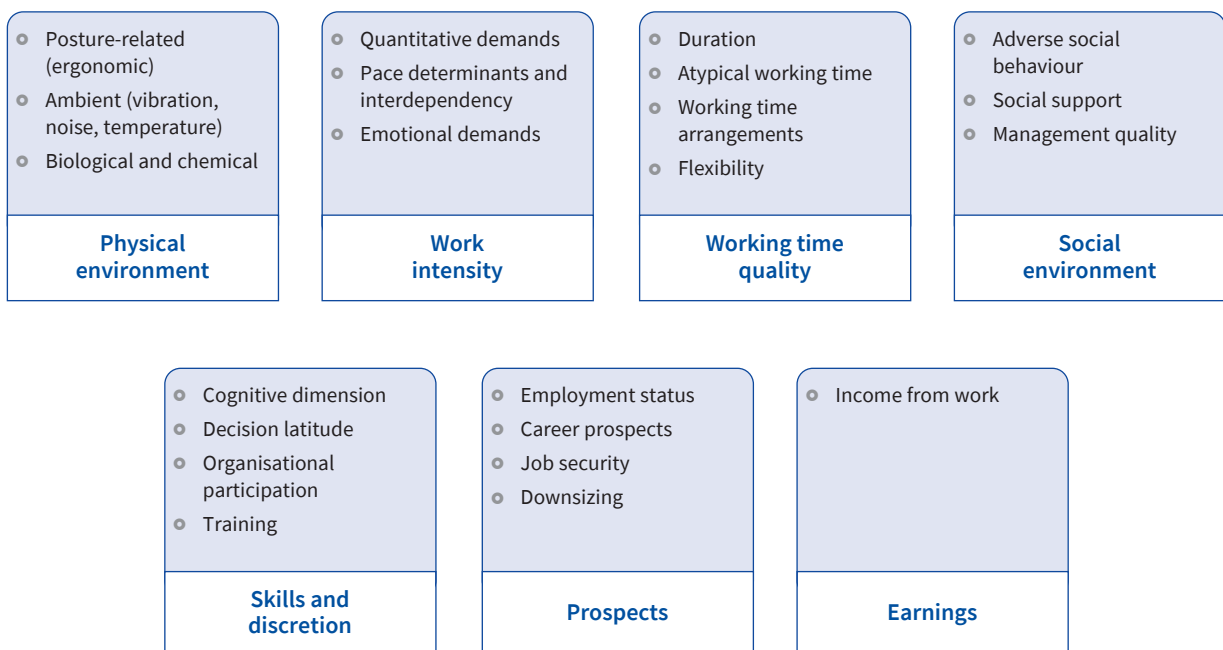 Posture-related
(ergonomic)
Ambient (vibration,
noise, temperature)
Biological and chemical
Physical
environment
Quantitative demands
Pace determinants and
interdependency
Emotional demands
Work
intensity
Duration
Atypical working time
Working time
arrangements
Flexibility
Working time
quality
Adverse social
behaviour
Social support
Management quality
Social
environment
Cognitive dimension
Decision latitude
Organisational
participation
Training
Skills and
discretion
Employment status
Career prospects
Job security
Downsizing
Prospects
Income from work
Earnings